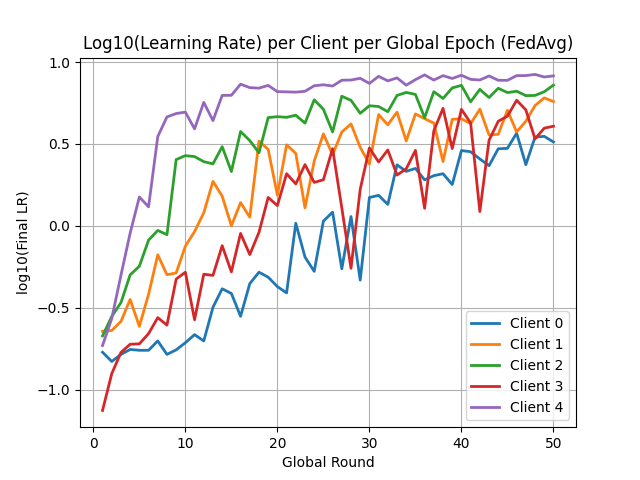 Log10(Learning Rate) per Client per Global Epoch (FedAvg)
log10(Final LR)
1.0
0.5
0.0
−0.5
−1.0
0
10
20
30
40
50
Global Round
Client 0
Client 1
Client 2
Client 3
Client 4